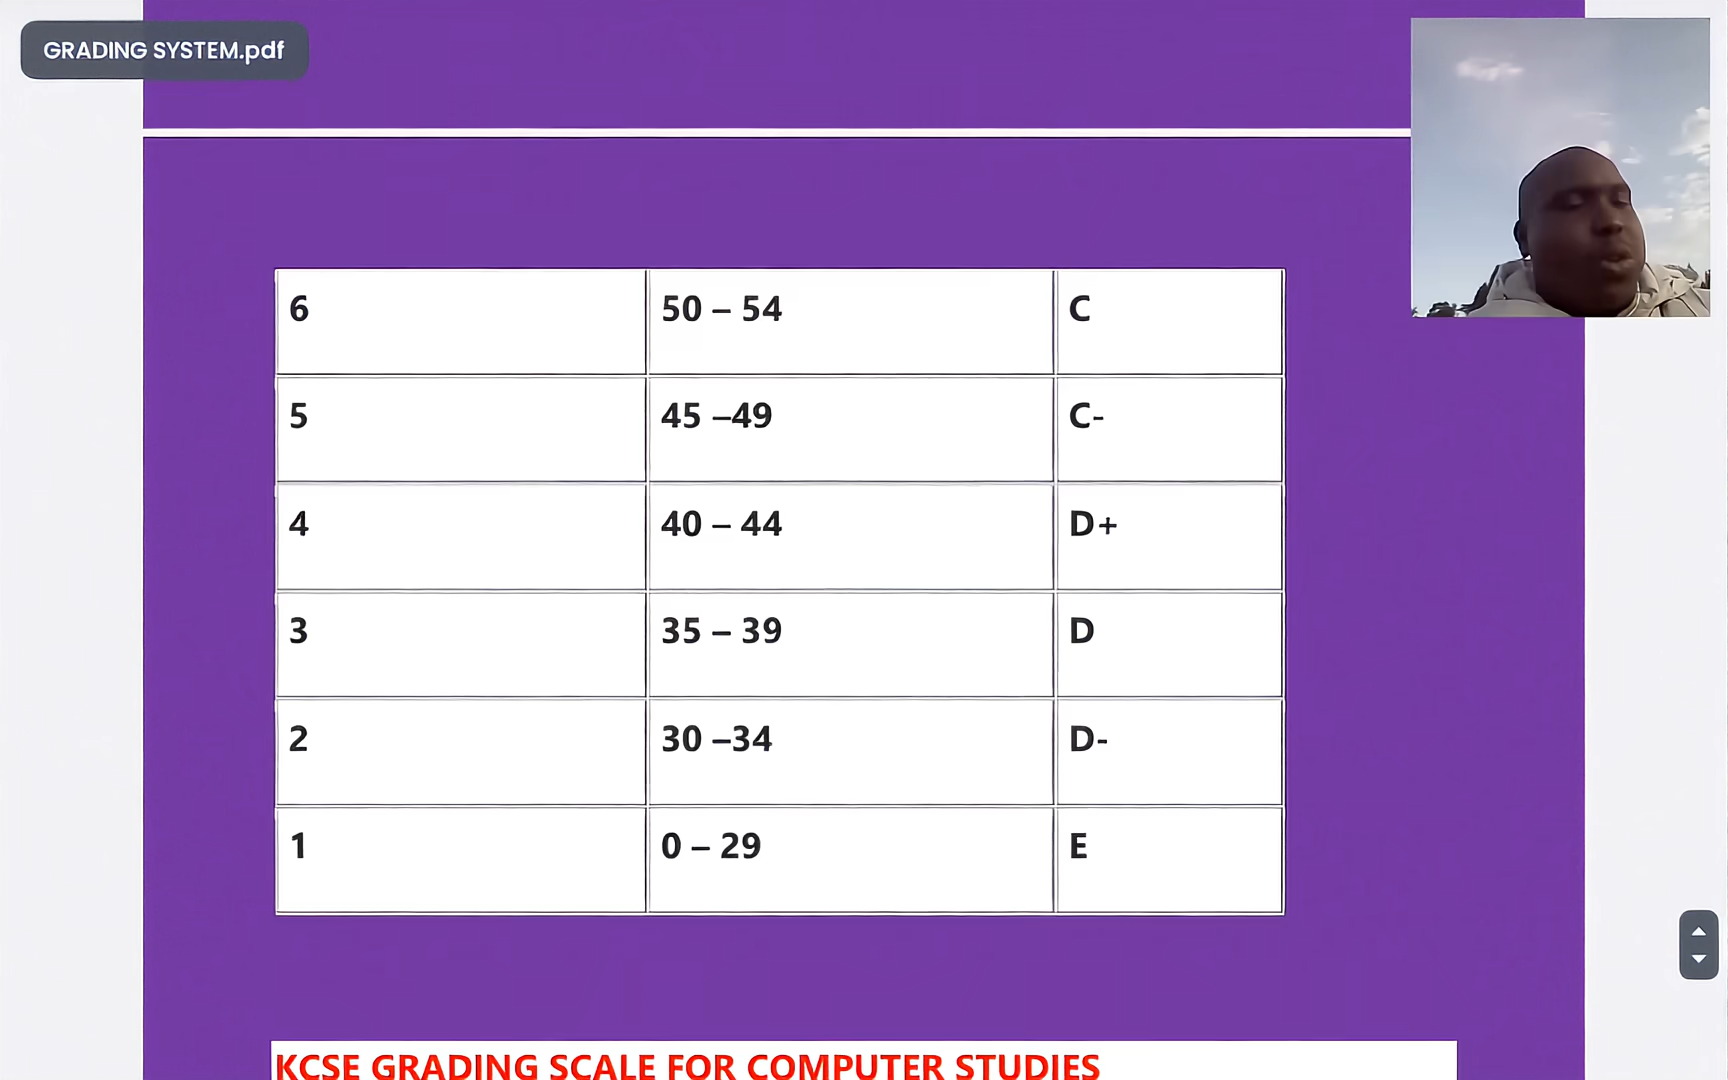 GRADING SYSTEM.pdf
6 50 – 54 C
5 45 –49 C-
4 40 – 44 D+
3 35 – 39 D
2 30 –34 D-
1 0 – 29 E
KCSE GRADING SCALE FOR COMPUTER STUDIES